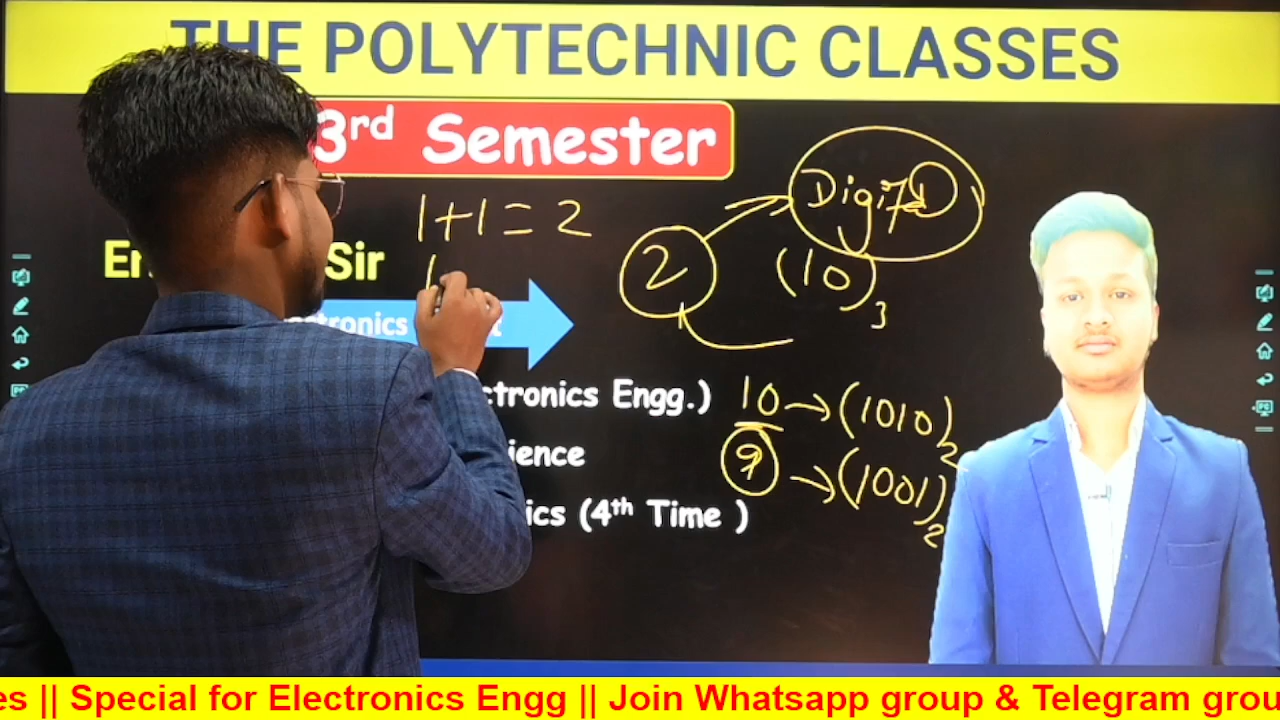 THE POLYTECHNIC CLASSES
3rd Semester
1+1=2
2
(10)3
Sir
ctronics Engg.)
10→(1010)2
9→(1001)2
ience
ics (4th Time )
es || Special for Electronics Engg || Join Whatsapp group & Telegram grou